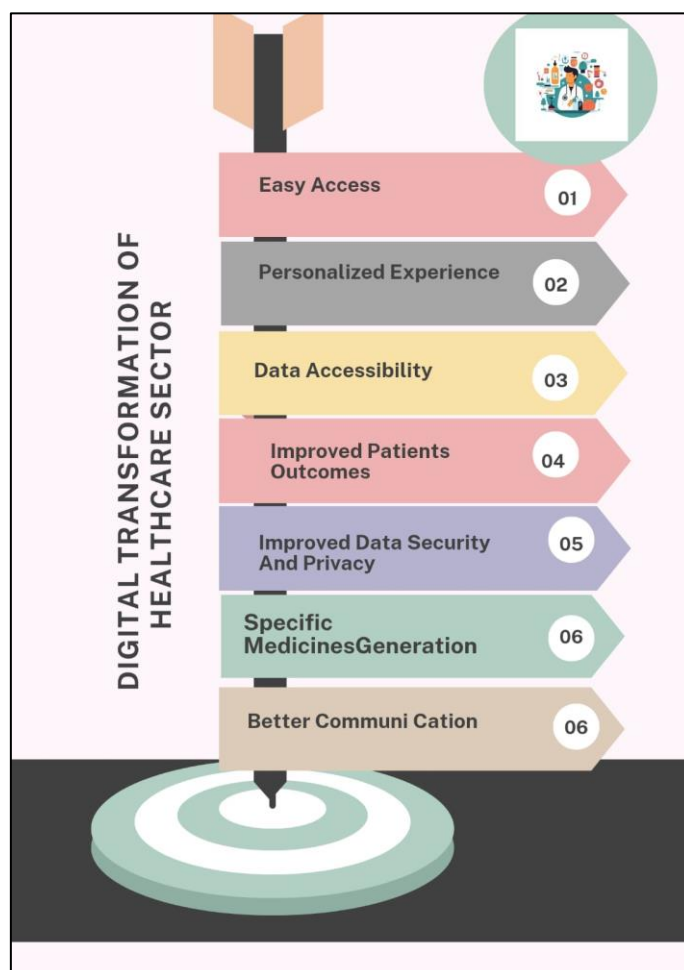 DIGITAL TRANSFORMATION OF
HEALTHCARE SECTOR
Easy Access
01
Personalized Experience
02
Data Accessibility
03
Improved Patients
Outcomes
04
Improved Data Security
And Privacy
05
Specific
MedicinesGeneration
06
Better Communi Cation
06